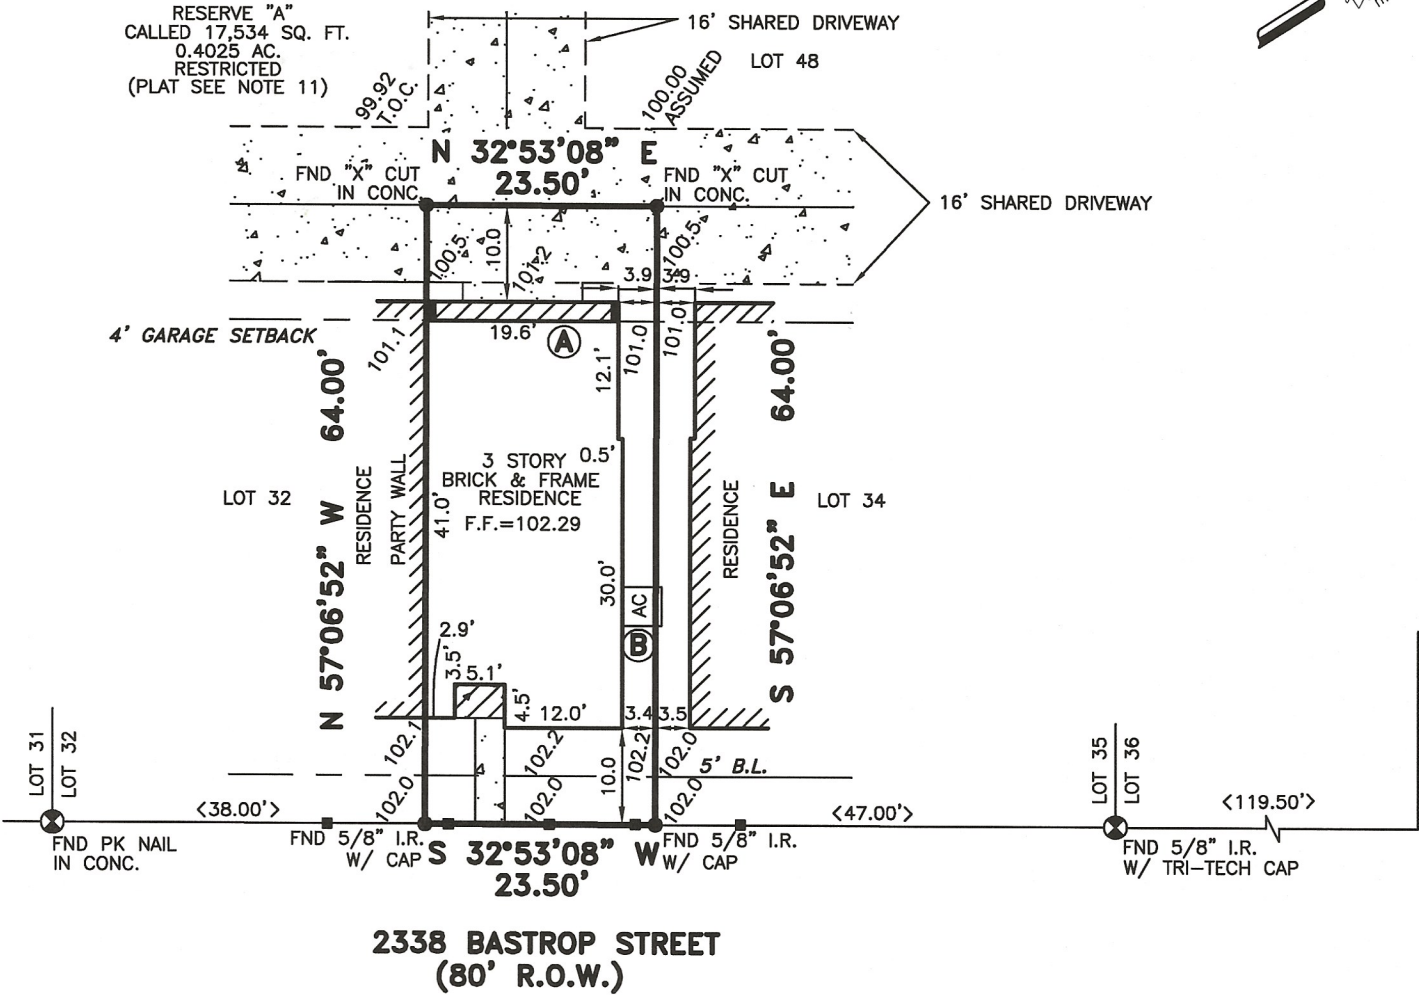 RESERVE "A"
CALLED 17,534 SQ. FT.
0.4025 AC.
RESTRICTED
(PLAT SEE NOTE 11)
16' SHARED DRIVEWAY
LOT 48
99.92
T.O.C.
100.00
ASSUMED
N 32°53'08" E
23.50'
FND "X" CUT
IN CONC.
FND "X" CUT
IN CONC.
16' SHARED DRIVEWAY
100.5
10.0
101.2
100.5
3.9
3.9
4' GARAGE SETBACK
101.1
19.6'
A
12.1'
101.0
101.0
N 57°06'52" W 64.00'
S 57°06'52" E 64.00'
LOT 32
RESIDENCE
PARTY WALL
41.0'
3 STORY
BRICK & FRAME
RESIDENCE
F.F.=102.29
0.5'
30.0'
AC
B
RESIDENCE
LOT 34
2.9'
3.5'
5.1'
4.5'
12.0'
3.4
3.5
102.1
102.2
102.2
102.0
10.0
5' B.L.
102.0
102.0
102.0
LOT 31
LOT 32
<38.00'>
<47.00'>
LOT 35
LOT 36
<119.50'>
FND PK NAIL
IN CONC.
FND 5/8" I.R.
W/ CAP
S 32°53'08" W
23.50'
FND 5/8" I.R.
W/ CAP
FND 5/8" I.R.
W/ TRI-TECH CAP
2338 BASTROP STREET
(80' R.O.W.)